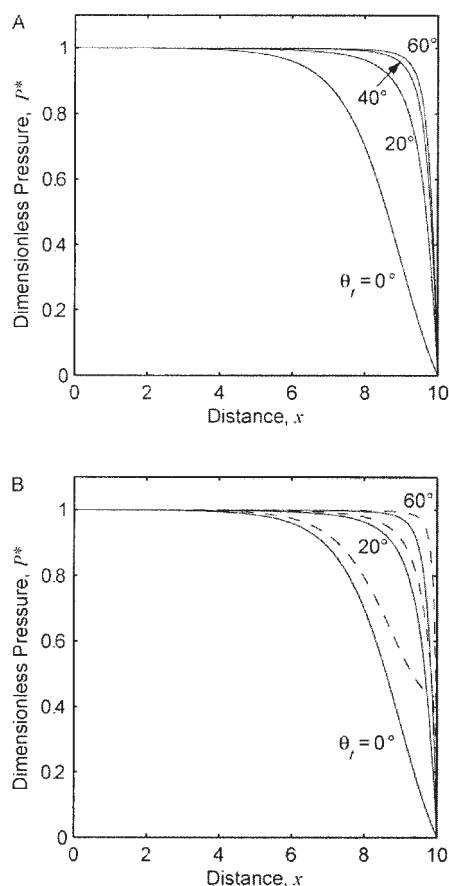 A
Dimensionless Pressure, P*
1
0.8
0.6
0.4
0.2
0
60°
40°
20°
θf = 0°
0 2 4 6 8 10
Distance, x
B
Dimensionless Pressure, P*
1
0.8
0.6
0.4
0.2
0
60°
20°
θf = 0°
0 2 4 6 8 10
Distance, x